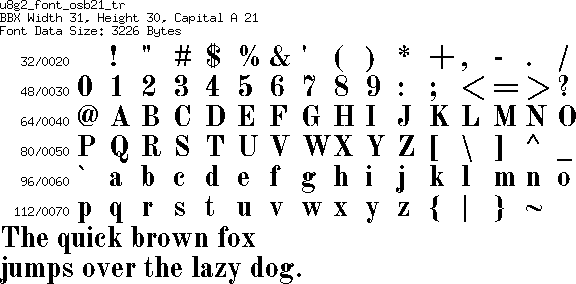 u8g2_font_osb21_tr
BBX Width 31, Height 30, Capital A 21
Font Data Size: 3226 Bytes
32/0020 ! " # $ % & ' ( ) * + , - . /
48/0030 0 1 2 3 4 5 6 7 8 9 : ; < = > ?
64/0040 @ A B C D E F G H I J K L M N O
80/0050 P Q R S T U V W X Y Z [ \ ] ^ _
96/0060 ` a b c d e f g h i j k l m n o
112/0070 p q r s t u v w x y z { | } ~
The quick brown fox
jumps over the lazy dog.